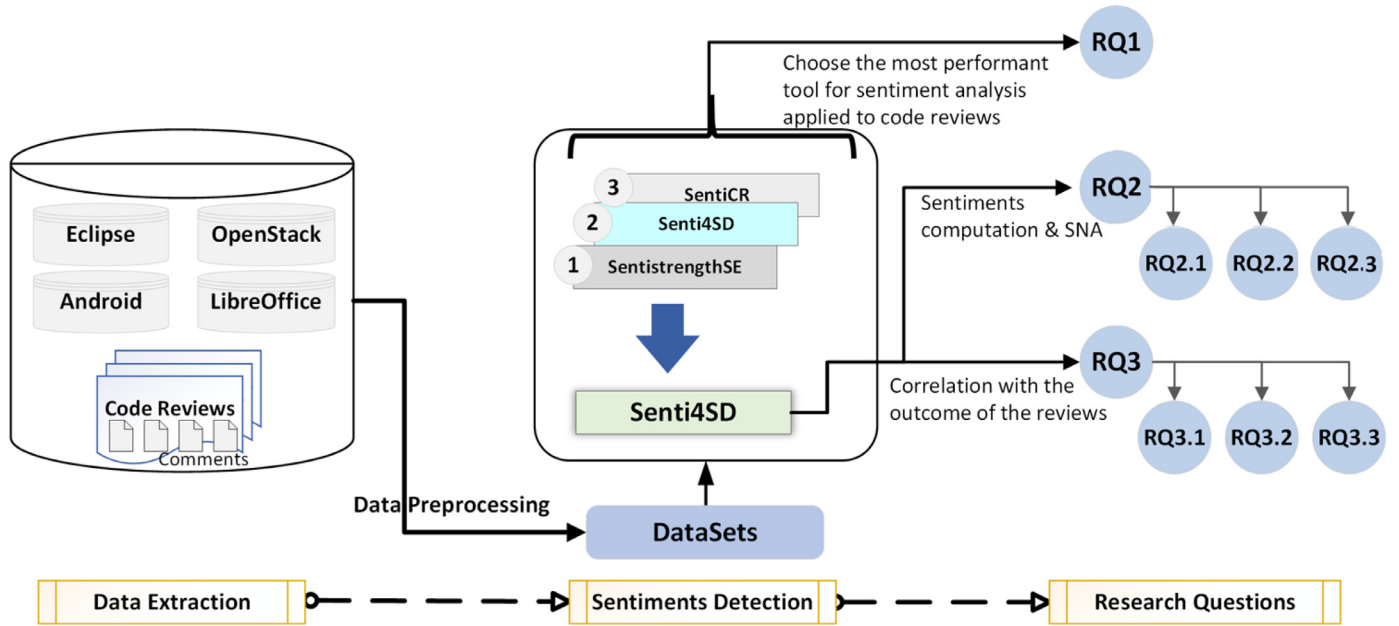 Eclipse
OpenStack
Android
LibreOffice
Code Reviews
Comments
Data Preprocessing
DataSets
3
SentiCR
2
Senti4SD
1
SentistrengthSE
Senti4SD
Choose the most performant
tool for sentiment analysis
applied to code reviews
RQ1
Sentiments
computation & SNA
RQ2
RQ2.1
RQ2.2
RQ2.3
Correlation with the
outcome of the reviews
RQ3
RQ3.1
RQ3.2
RQ3.3
Data Extraction
Sentiments Detection
Research Questions